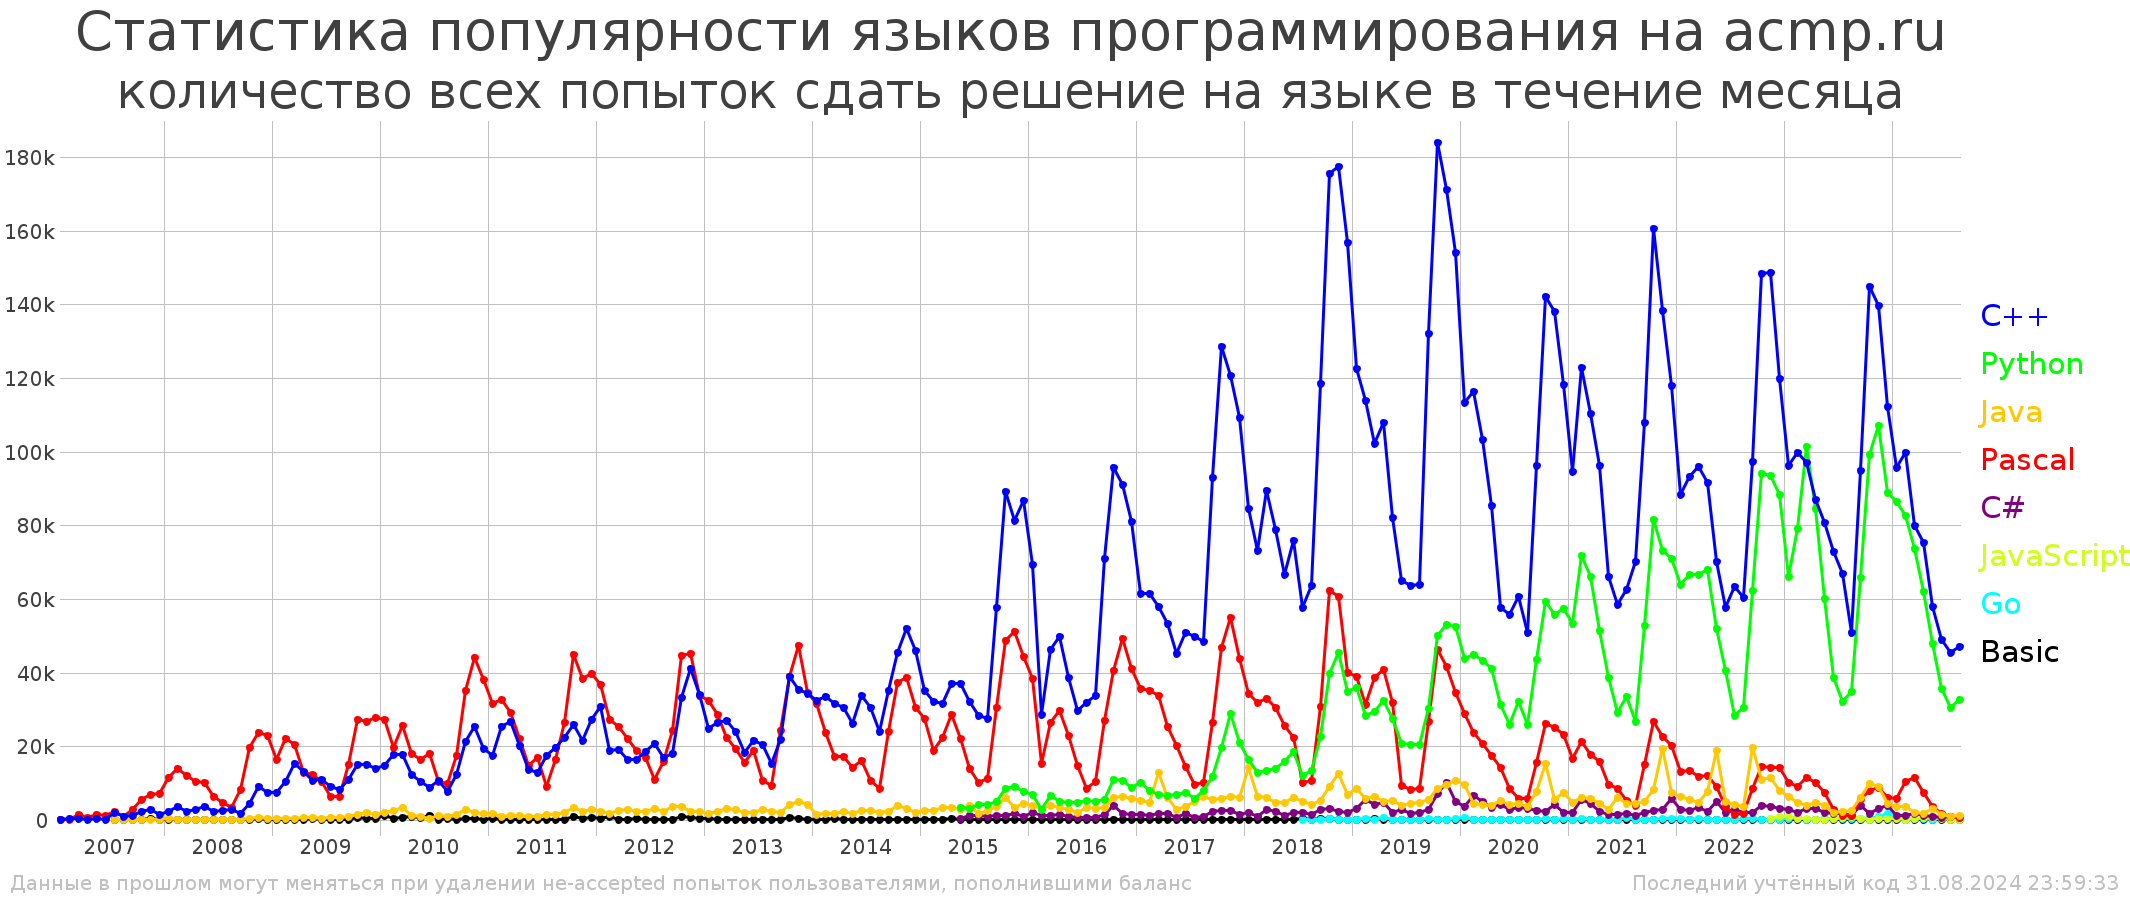 Статистика популярности языков программирования на acmp.ru
количество всех попыток сдать решение на языке в течение месяца
180k
160k
140k
120k
100k
80k
60k
40k
20k
0
C++
Python
Java
Pascal
C#
JavaScript
Go
Basic
2007 2008 2009 2010 2011 2012 2013 2014 2015 2016 2017 2018 2019 2020 2021 2022 2023
Данные в прошлом могут меняться при удалении не-accepted попыток пользователями, пополнившими баланс
Последний учтённый код 31.08.2024 23:59:33